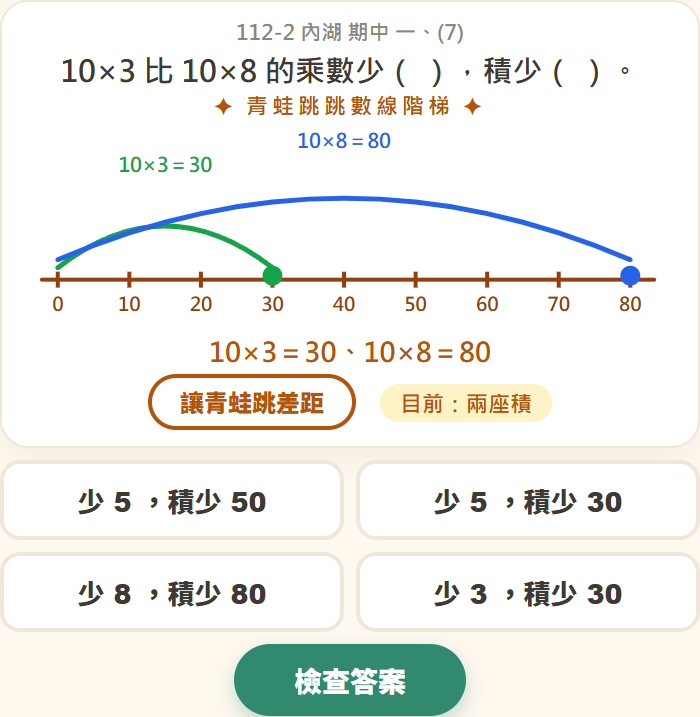 112-2 內湖 期中 一、(7)
10×3 比 10×8 的乘數少 ( ) ，積少 ( ) 。
✦ 青蛙跳跳數線階梯 ✦
10×8=80
10×3=30
0 10 20 30 40 50 60 70 80
10×3=30、10×8=80
讓青蛙跳差距 目前：兩座積
少 5 ，積少 50 少 5 ，積少 30
少 8 ，積少 80 少 3 ，積少 30
檢查答案